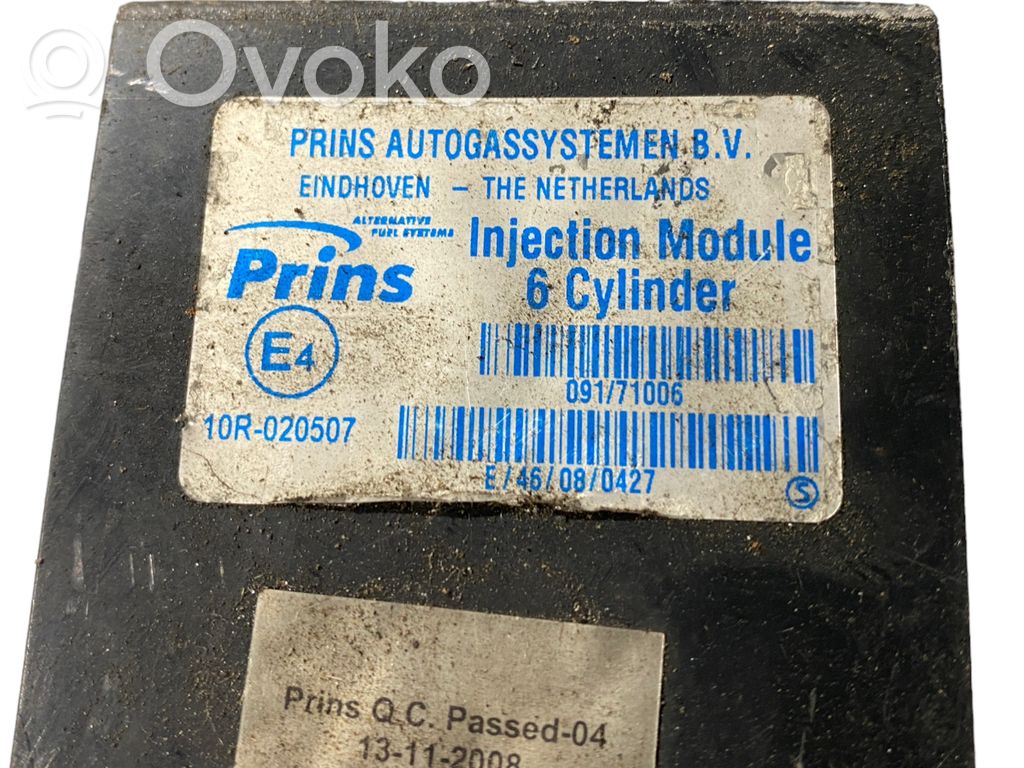 Ovoko
PRINS AUTOGASSYSTEMEN B.V.
EINDHOVEN - THE NETHERLANDS
ALTERNATIVE
FUEL SYSTEMS
Prins
Injection Module
6 Cylinder
E4
091/71006
10R-020507
E/46/08/0427
S
Prins Q.C. Passed-04
13-11-2008